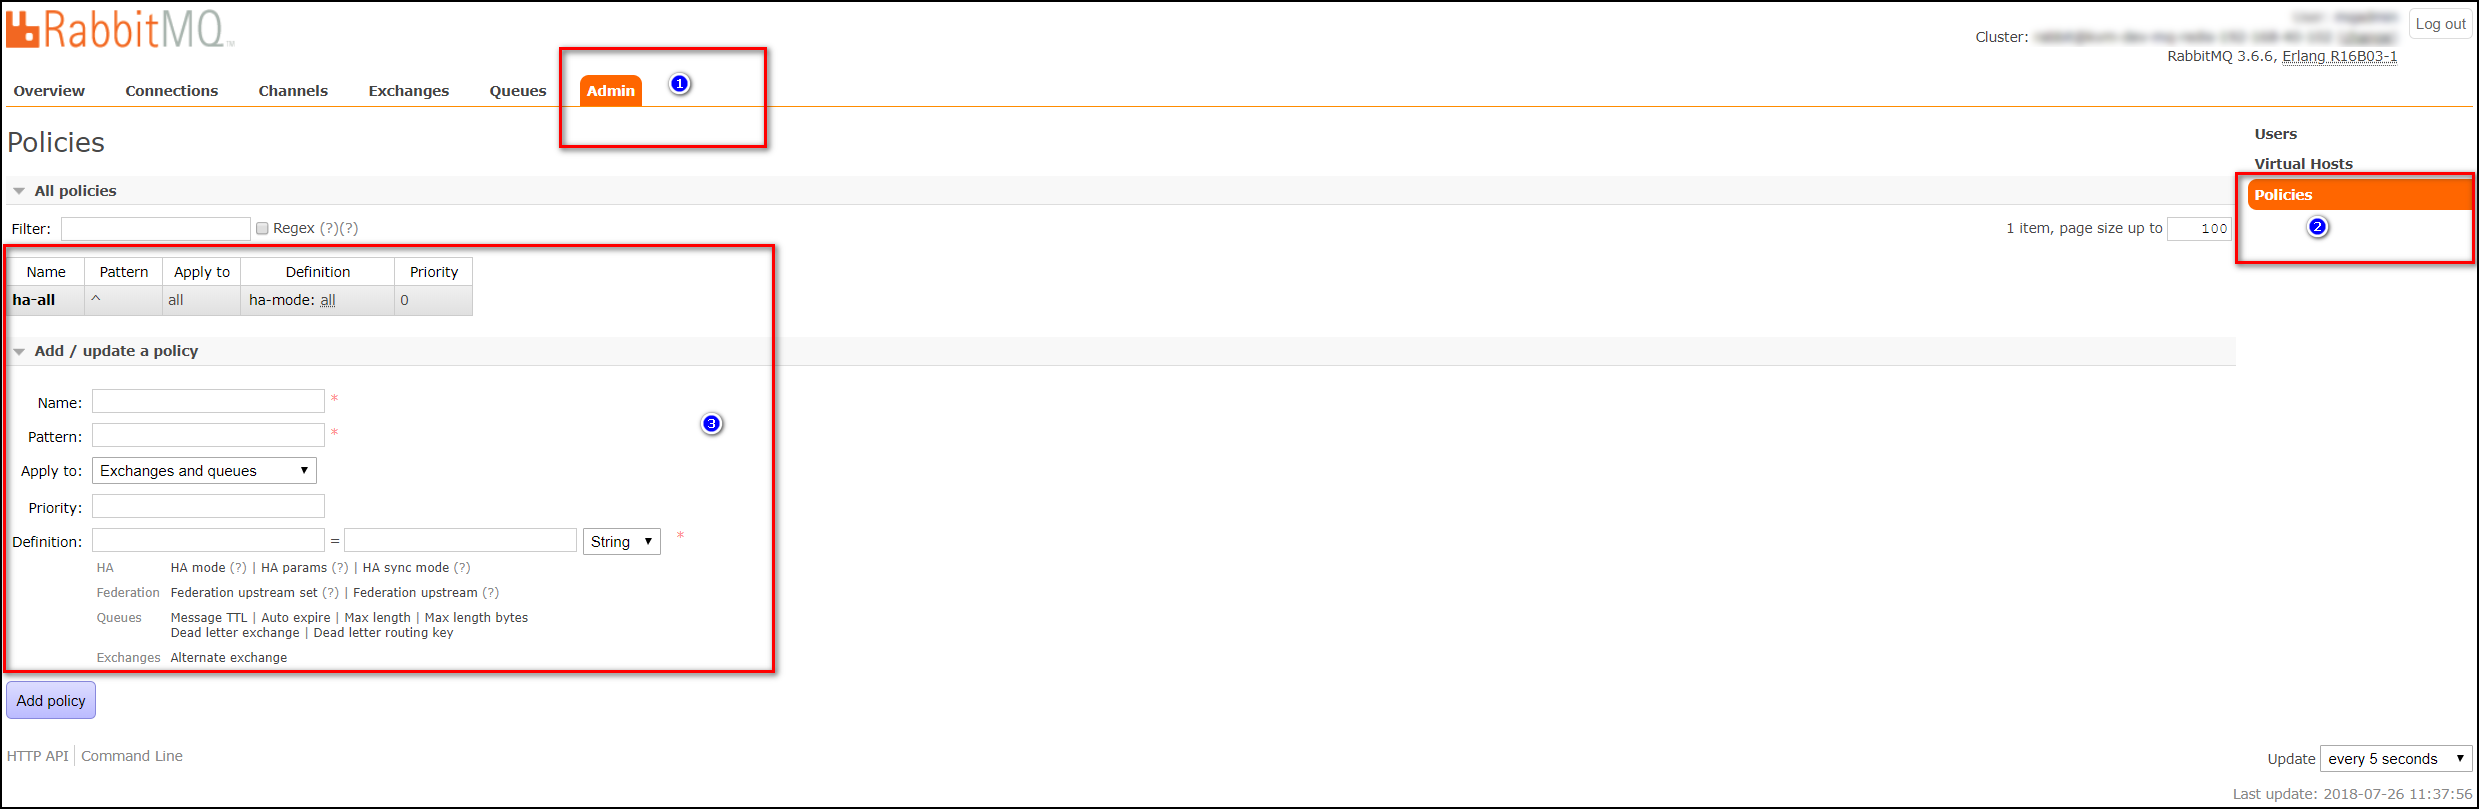 RabbitMQ™
Log out
Cluster:
RabbitMQ 3.6.6, Erlang R16B03-1
Overview Connections Channels Exchanges Queues Admin 1
Policies
Users
Virtual Hosts
Policies
2
All policies
Filter: Regex (?)(?) 1 item, page size up to 100
Name Pattern Apply to Definition Priority
ha-all ^ all ha-mode: all 0
Add / update a policy
Name: *
3
Pattern: *
Apply to: Exchanges and queues
Priority:
Definition: = String *
HA HA mode (?) | HA params (?) | HA sync mode (?)
Federation Federation upstream set (?) | Federation upstream (?)
Queues Message TTL | Auto expire | Max length | Max length bytes
Dead letter exchange | Dead letter routing key
Exchanges Alternate exchange
Add policy
HTTP API Command Line
Update every 5 seconds
Last update: 2018-07-26 11:37:56